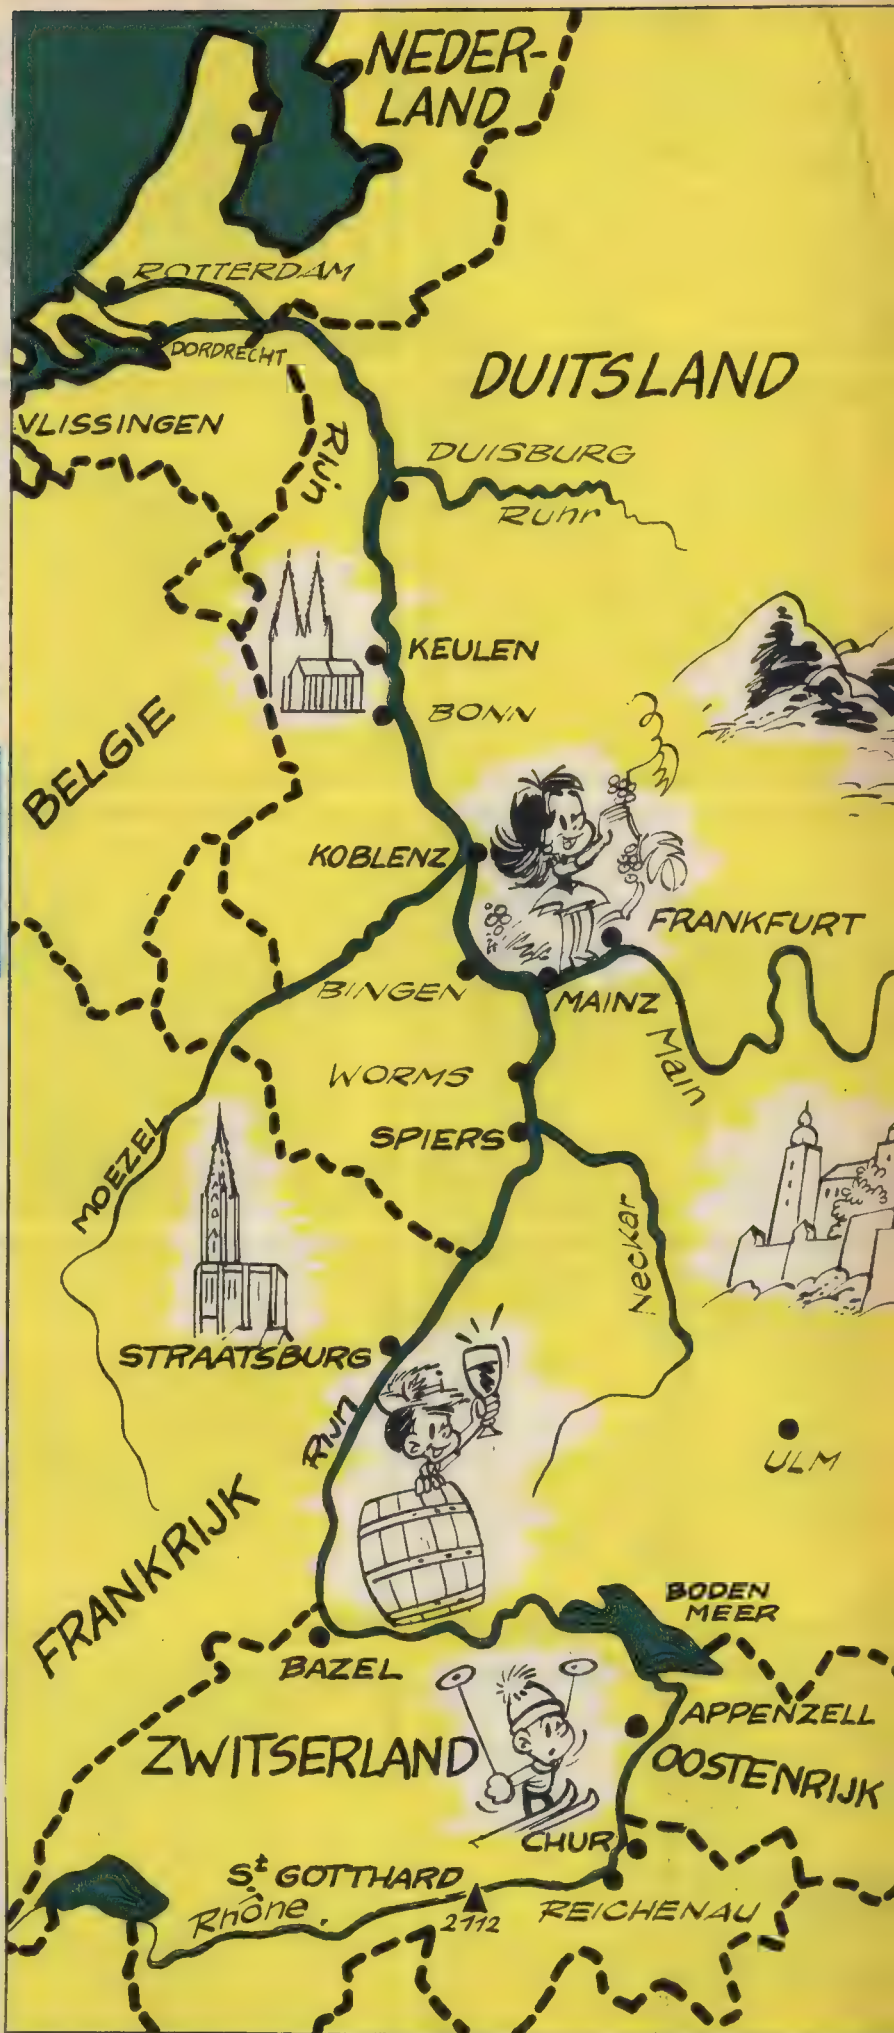 NEDER-
LAND
ROTTERDAM
DORDRECHT
DUITSLAND
VLISSINGEN
Rijn
DUISBURG
Ruhr
KEULEN
BONN
BELGIE
KOBLENZ
FRANKFURT
BINGEN
MAINZ
Main
WORMS
SPIERS
MOEZEL
Neckar
STRAATSBURG
Rijn
ULM
FRANKRIJK
BODEN
MEER
BAZEL
APPENZELL
ZWITSERLAND
OOSTENRIJK
CHUR
St GOTTHARD
Rhône
2112
REICHENAU